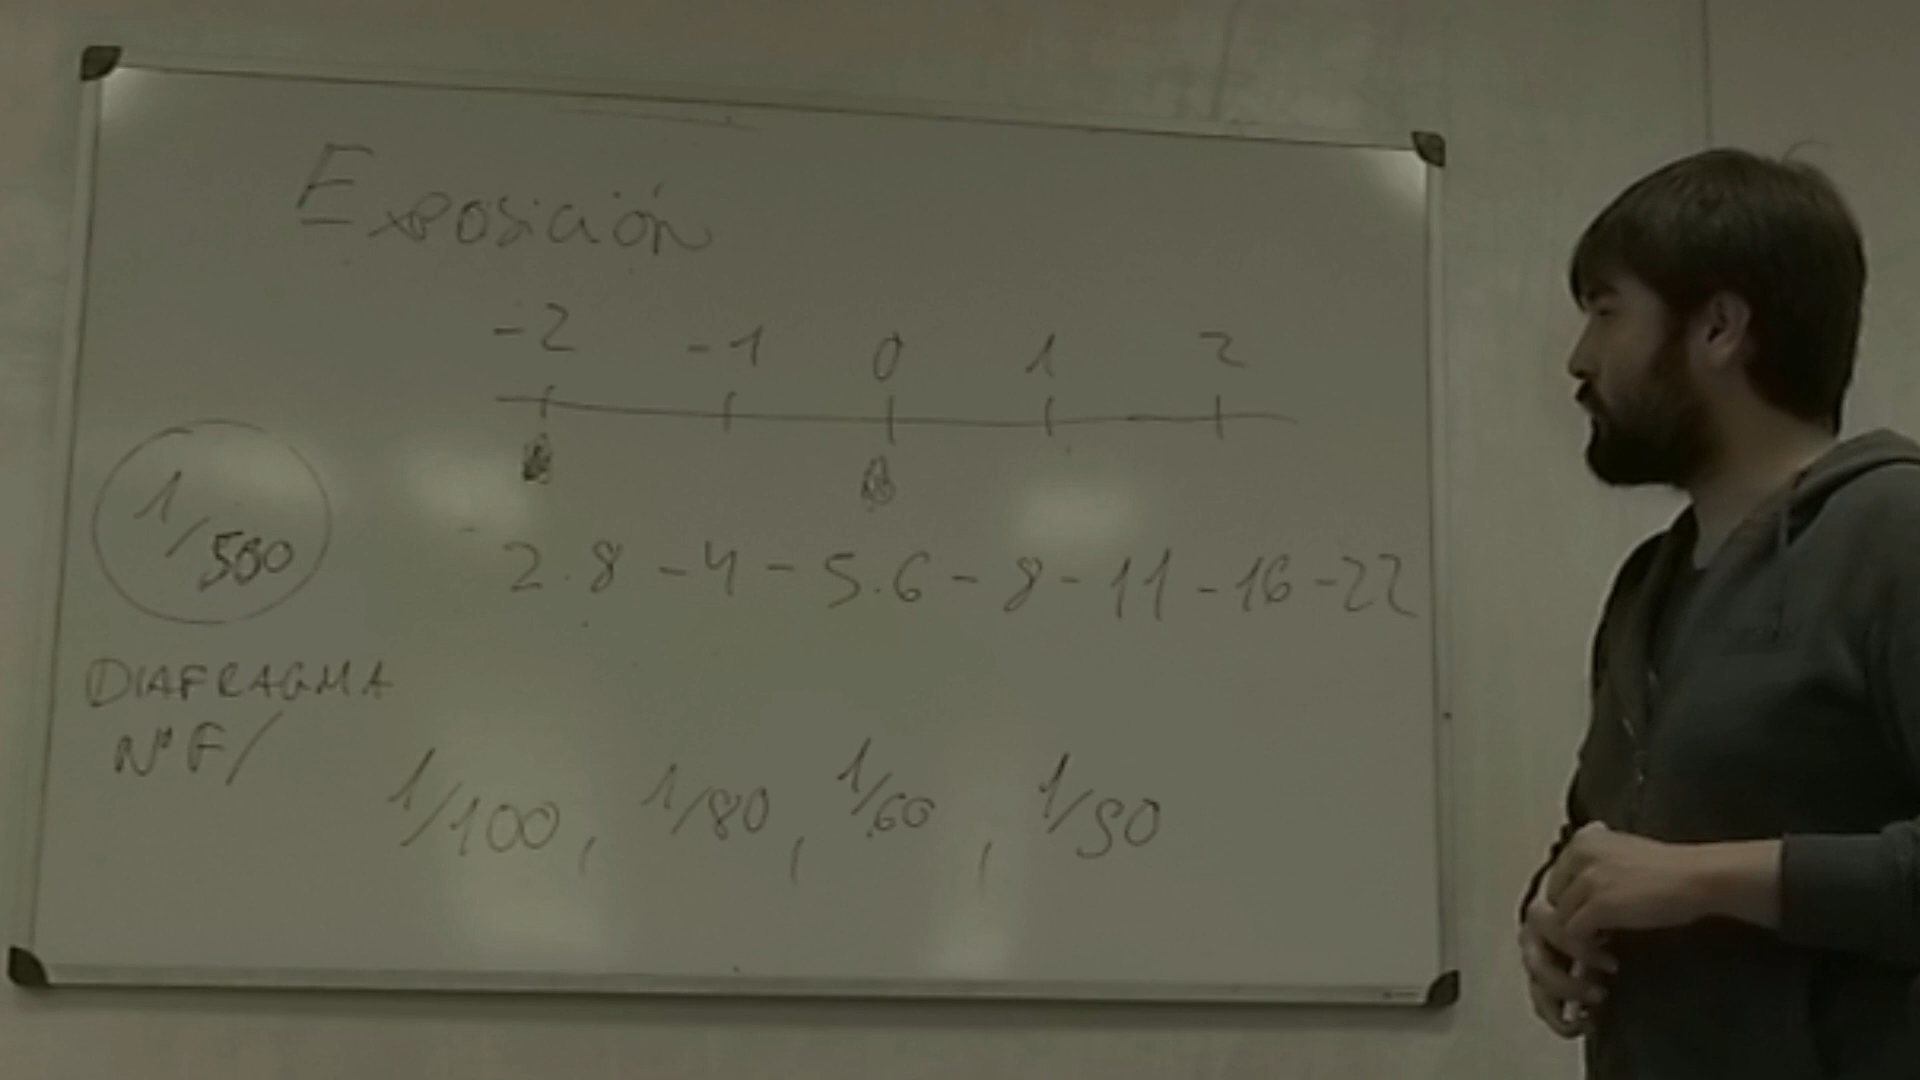 Exposición
-2 -1 0 1 2
1/500
2.8 - 4 - 5.6 - 8 - 11 - 16 - 22
DIAFRAGMA
Nº F/
1/100, 1/80, 1/60, 1/50